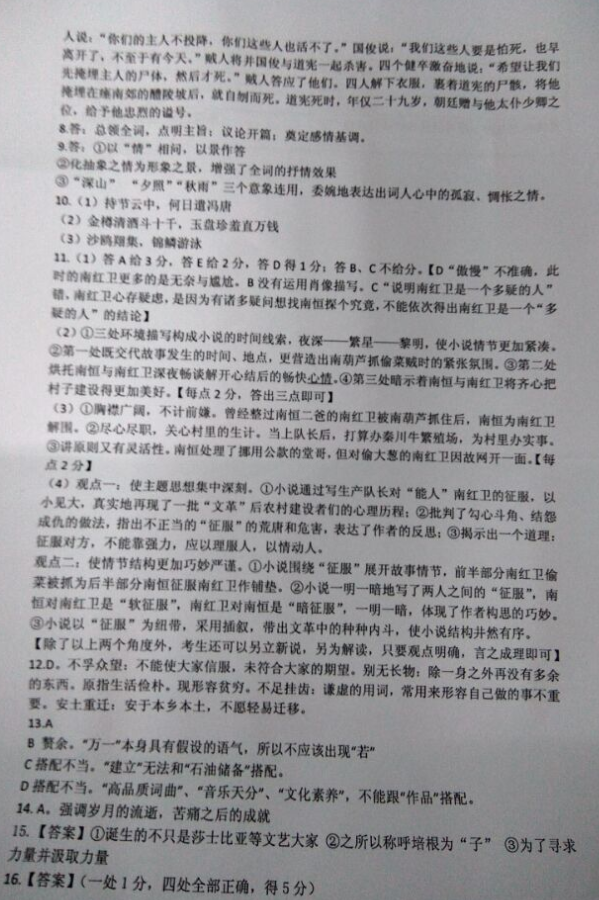 人说：“你们的主人不投降，你们这些人也活不了。”国俊说：“我们这些人要是怕死，也早
离开了，不至于有今天。”贼人将并国俊与道宪一起杀害。四个健卒激奋地说：“希望让我们
先掩埋主人的尸体，然后才死。”贼人答应了他们。四人解下衣服，裹着道宪的尸骸，将他
掩埋在南郊的醴陵坡后，就自刎而死。道宪死时，年仅二十九岁，朝廷赠与他太仆少卿之
位，给予他忠烈的谥号。
8.答：总领全词，点明主旨；议论开篇；奠定感情基调。
9.答：①以“情”相问，以景作答
②化抽象之情为形象之景，增强了全词的抒情效果
③“深山” “夕照”“秋雨”三个意象连用，委婉地表达出词人心中的孤寂、惆怅之情。
10.（1）持节云中，何日遣冯唐
（2）金樽清酒斗十千，玉盘珍羞直万钱
（3）沙鸥翔集，锦鳞游泳
11.（1）答 A 给 3 分，答 E 给 2 分，答 D 得 1 分；答 B、C 不给分。【D“傲慢”不准确，此
时的南红卫更多的是无奈与尴尬。B 没有运用肖像描写。C“说明南红卫是一个多疑的人”
错，南红卫心存疑虑，是因为有诸多疑问想找南恒探个究竟，不能依次得出南红卫是一个“多
疑的人”的结论】
（2）①三处环境描写构成小说的时间线索，夜深——繁星——黎明，使小说情节更加紧凑。
②第一处既交代故事发生的时间、地点，更营造出南葫芦抓偷菜贼时的紧张氛围。③第二处
烘托南恒与南红卫深夜畅谈解开心结后的畅快心情。④第三处暗示着南恒与南红卫将齐心把
村子建设得更加美好。【每点 2 分，答出三点即可】
（3）①胸襟广阔，不计前嫌。曾经整过南恒二爸的南红卫被南葫芦抓住后，南恒为南红卫
解围。②尽心尽职，关心村里的生计。当上队长后，打算办秦川牛繁殖场，为村里办实事。
③讲原则又有灵活性。南恒处理了挪用公款的堂哥，但对偷大葱的南红卫因故网开一面。【每
点 2 分】
（4）观点一：使主题思想集中深刻。①小说通过写生产队长对“能人”南红卫的征服，以
小见大，真实地再现了一批“文革”后农村建设者们的心理历程；②批判了勾心斗角、结怨
成仇的做法，指出不正当的“征服”的荒唐和危害，表达了作者的反思；③揭示出一个道理：
征服对方，不能靠强力，应以理服人，以情动人。
观点二：使情节结构更加巧妙严谨。①小说围绕“征服”展开故事情节，前半部分南红卫偷
菜被抓为后半部分南恒征服南红卫作铺垫。②小说一明一暗地写了两人之间的“征服”，南
恒对南红卫是“软征服”，南红卫对南恒是“暗征服”，一明一暗，体现了作者构思的巧妙。
③小说以“征服”为纽带，采用插叙，带出文革中的种种内斗，使小说结构井然有序。
【除了以上两个角度外，考生还可以另立新说，另为解读，只要观点明确，言之成理即可】
12.D。不孚众望：不能使大家信服，未符合大家的期望。别无长物：除一身之外再没有多余
的东西。原指生活俭朴。现形容贫穷。不足挂齿：谦虚的用词，常用来形容自己做的事不重
要。安土重迁：安于本乡本土，不愿轻易迁移。
13.A
B 赘余。“万一”本身具有假设的语气，所以不应该出现“若”
C 搭配不当。“建立”无法和“石油储备”搭配。
D 搭配不当。“高品质词曲”、“音乐天分”、“文化素养”，不能跟“作品”搭配。
14. A。强调岁月的流逝，苦痛之后的成就
15.【答案】①诞生的不只是莎士比亚等文艺大家 ②之所以称呼培根为“子” ③为了寻求
力量并汲取力量
16.【答案】（一处 1 分，四处全部正确，得 5 分）